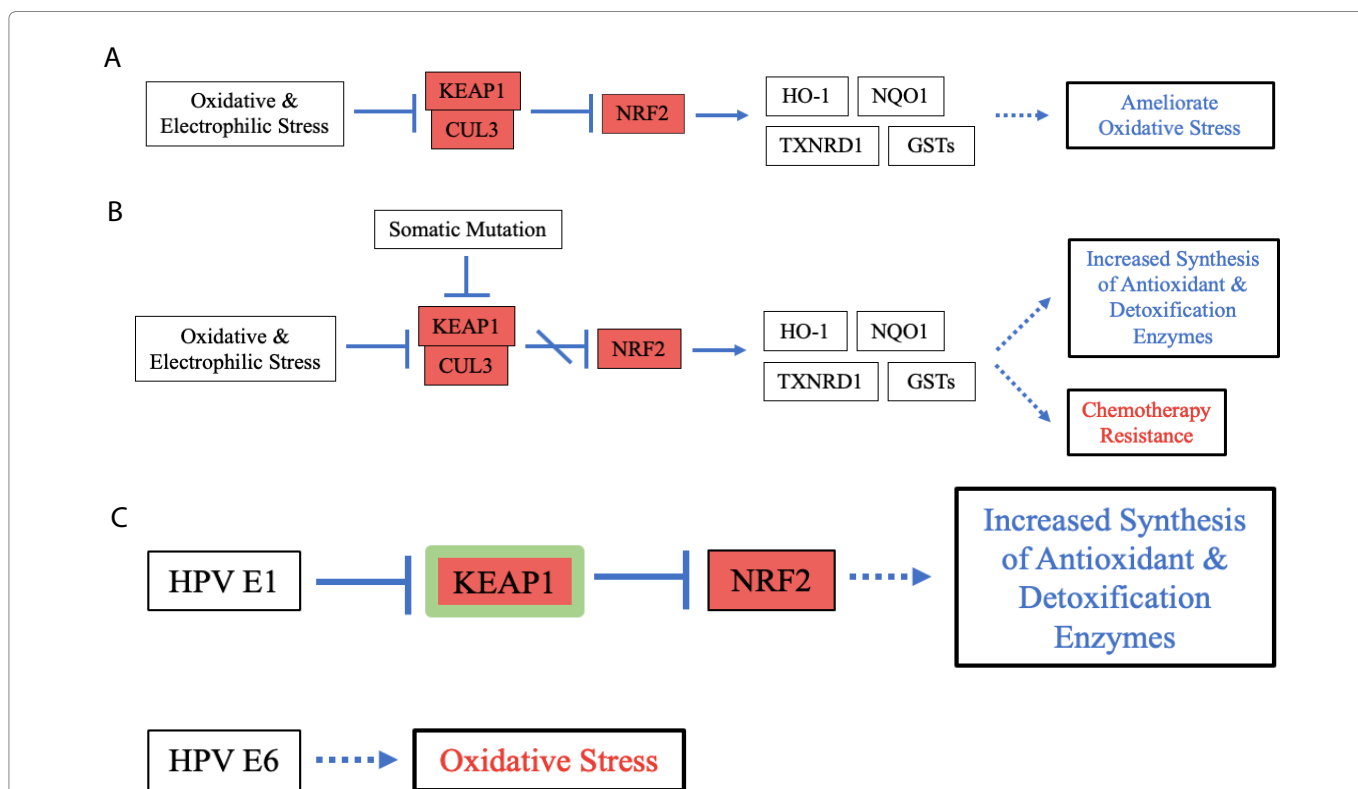 A
Oxidative &
Electrophilic Stress
KEAP1
CUL3
NRF2
HO-1
NQO1
TXNRD1
GSTs
Ameliorate
Oxidative Stress
B
Somatic Mutation
Oxidative &
Electrophilic Stress
KEAP1
CUL3
NRF2
HO-1
NQO1
TXNRD1
GSTs
Increased Synthesis
of Antioxidant &
Detoxification
Enzymes
Chemotherapy
Resistance
C
HPV E1
KEAP1
NRF2
Increased Synthesis
of Antioxidant &
Detoxification
Enzymes
HPV E6
Oxidative Stress